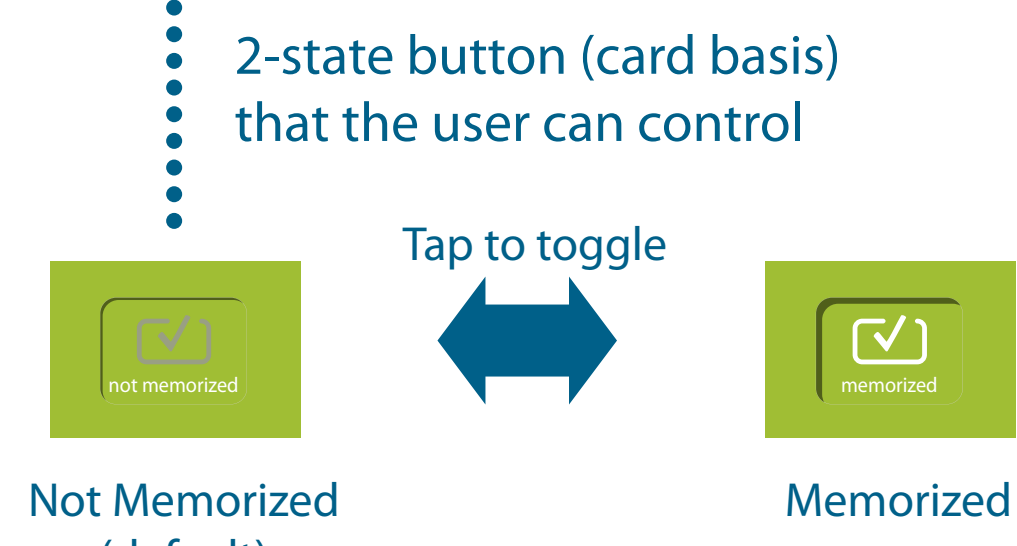 2-state button (card basis)
that the user can control
Tap to toggle
not memorized
memorized
Not Memorized
Memorized
(default)